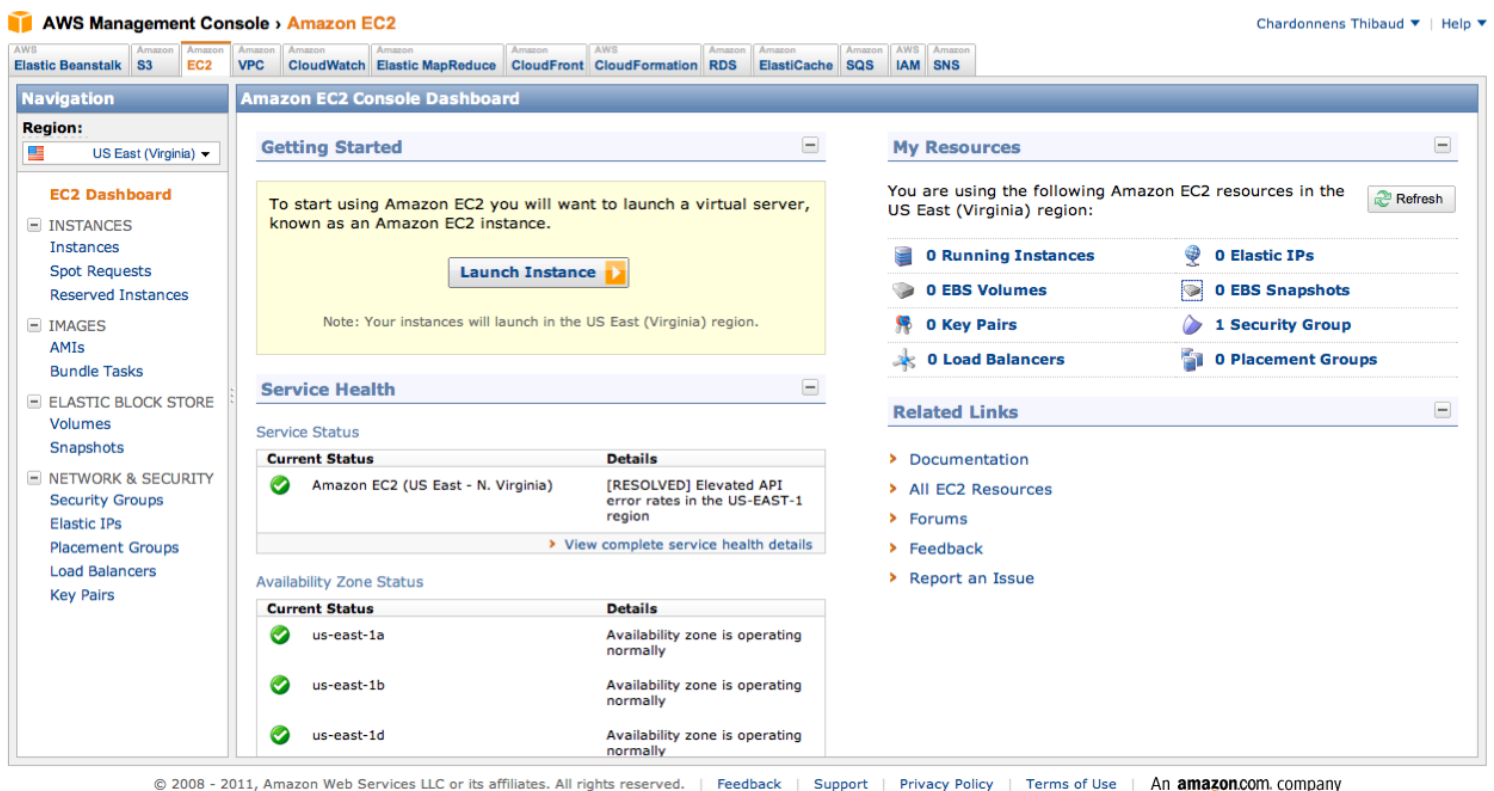 AWS Management Console › Amazon EC2
Chardonnens Thibaud ▼ | Help ▼
AWS Elastic Beanstalk
Amazon S3
Amazon EC2
Amazon VPC
Amazon CloudWatch
Amazon Elastic MapReduce
Amazon CloudFront
AWS CloudFormation
Amazon RDS
Amazon ElastiCache
Amazon SQS
AWS IAM
Amazon SNS
Navigation
Region:
US East (Virginia)
EC2 Dashboard
INSTANCES
Instances
Spot Requests
Reserved Instances
IMAGES
AMIs
Bundle Tasks
ELASTIC BLOCK STORE
Volumes
Snapshots
NETWORK & SECURITY
Security Groups
Elastic IPs
Placement Groups
Load Balancers
Key Pairs
Amazon EC2 Console Dashboard
Getting Started
To start using Amazon EC2 you will want to launch a virtual server,
known as an Amazon EC2 instance.
Launch Instance
Note: Your instances will launch in the US East (Virginia) region.
Service Health
Service Status
Current Status Details
Amazon EC2 (US East - N. Virginia) [RESOLVED] Elevated API
error rates in the US-EAST-1
region
View complete service health details
Availability Zone Status
Current Status Details
us-east-1a Availability zone is operating
normally
us-east-1b Availability zone is operating
normally
us-east-1d Availability zone is operating
normally
My Resources
You are using the following Amazon EC2 resources in the
US East (Virginia) region:
Refresh
0 Running Instances 0 Elastic IPs
0 EBS Volumes 0 EBS Snapshots
0 Key Pairs 1 Security Group
0 Load Balancers 0 Placement Groups
Related Links
Documentation
All EC2 Resources
Forums
Feedback
Report an Issue
© 2008 - 2011, Amazon Web Services LLC or its affiliates. All rights reserved. | Feedback | Support | Privacy Policy | Terms of Use | An amazon.com. company